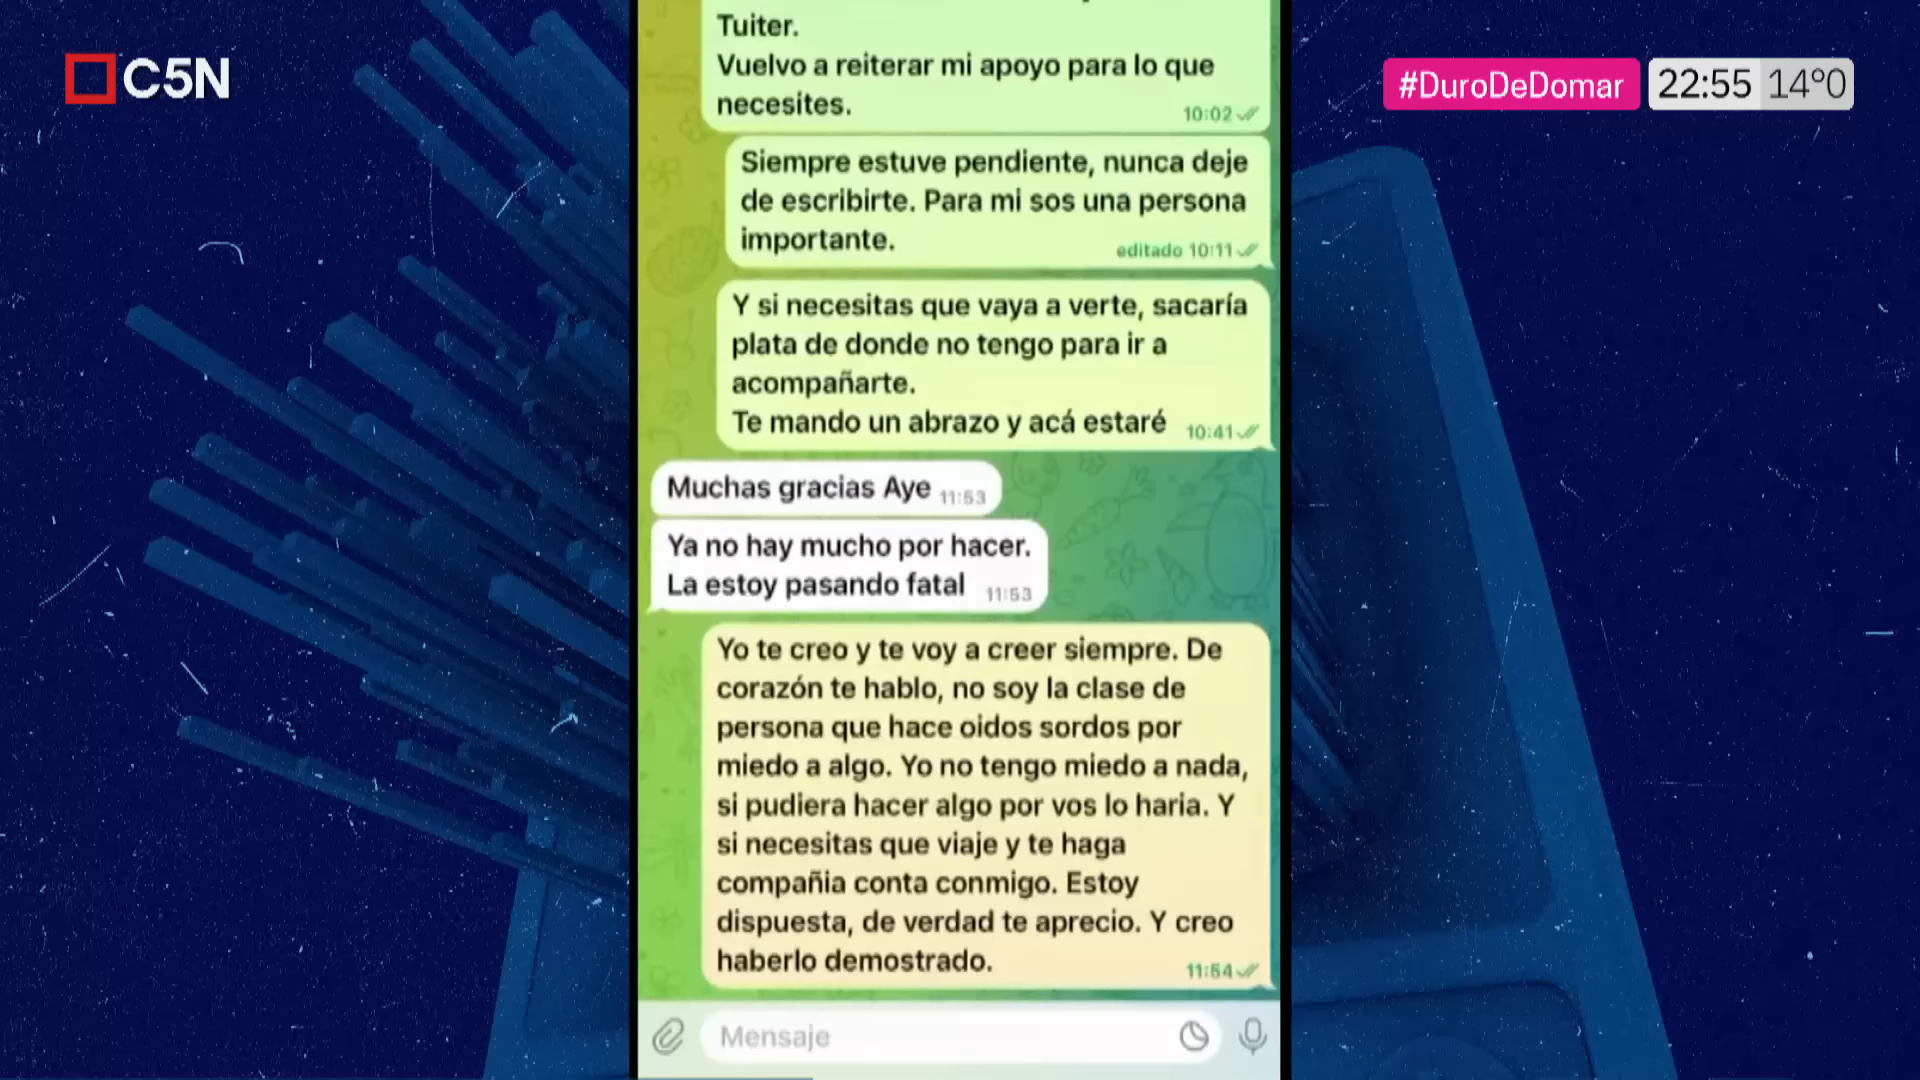 C5N
#DuroDeDomar 22:55 14º0
Tuiter.
Vuelvo a reiterar mi apoyo para lo que
necesites. 10:02
Siempre estuve pendiente, nunca deje
de escribirte. Para mi sos una persona
importante. editado 10:11
Y si necesitas que vaya a verte, sacaría
plata de donde no tengo para ir a
acompañarte.
Te mando un abrazo y acá estaré 10:41
Muchas gracias Aye 11:53
Ya no hay mucho por hacer.
La estoy pasando fatal 11:53
Yo te creo y te voy a creer siempre. De
corazón te hablo, no soy la clase de
persona que hace oidos sordos por
miedo a algo. Yo no tengo miedo a nada,
si pudiera hacer algo por vos lo haria. Y
si necesitas que viaje y te haga
compañia conta conmigo. Estoy
dispuesta, de verdad te aprecio. Y creo
haberlo demostrado. 11:54
Mensaje